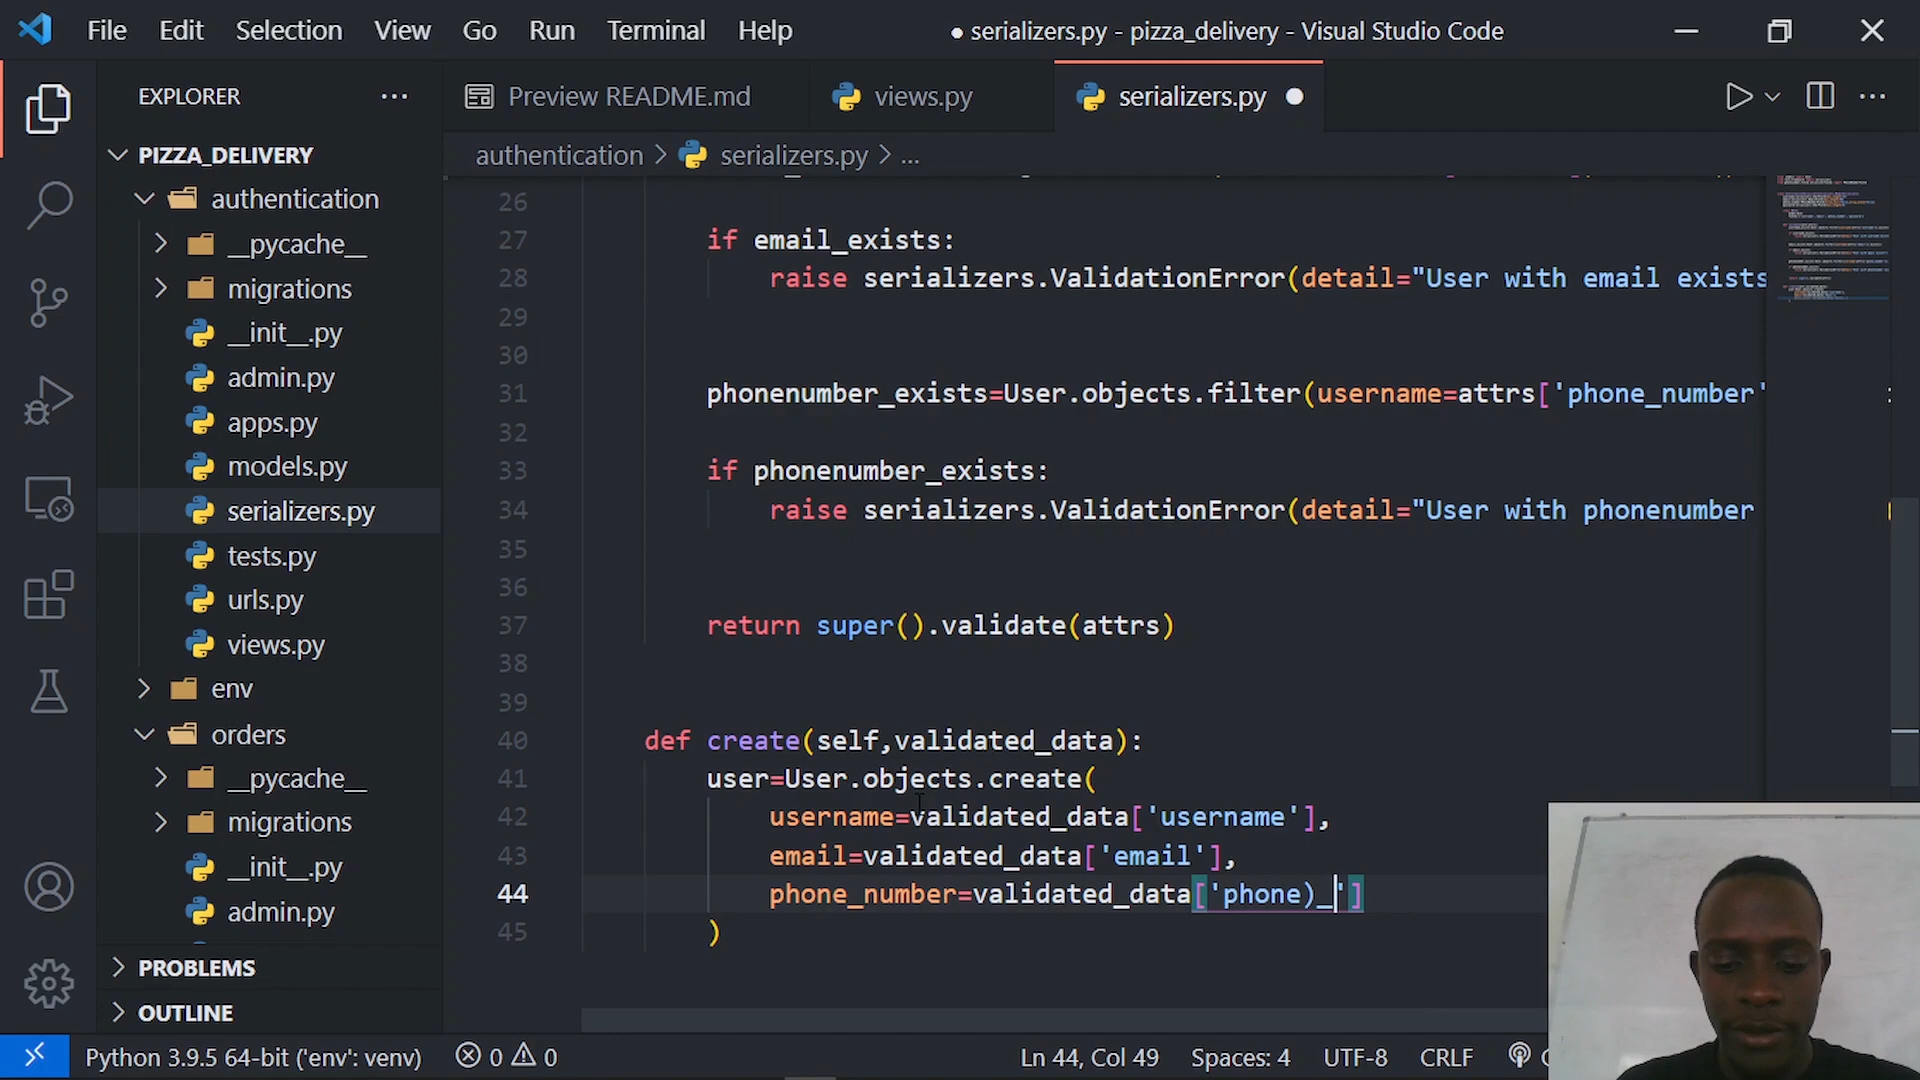 File Edit Selection View Go Run Terminal Help ● serializers.py - pizza_delivery - Visual Studio Code
EXPLORER ···
Preview README.md views.py serializers.py ●
authentication > serializers.py > ...
PIZZA_DELIVERY
authentication
__pycache__
migrations
__init__.py
admin.py
apps.py
models.py
serializers.py
tests.py
urls.py
views.py
env
orders
__pycache__
migrations
__init__.py
admin.py
PROBLEMS
OUTLINE
26
27 if email_exists:
28 raise serializers.ValidationError(detail="User with email exists
29
30
31 phonenumber_exists=User.objects.filter(username=attrs['phone_number'
32
33 if phonenumber_exists:
34 raise serializers.ValidationError(detail="User with phonenumber
35
36
37 return super().validate(attrs)
38
39
40 def create(self,validated_data):
41 user=User.objects.create(
42 username=validated_data['username'],
43 email=validated_data['email'],
44 phone_number=validated_data['phone)_']
45 )
Python 3.9.5 64-bit ('env': venv) 0 0 Ln 44, Col 49 Spaces: 4 UTF-8 CRLF